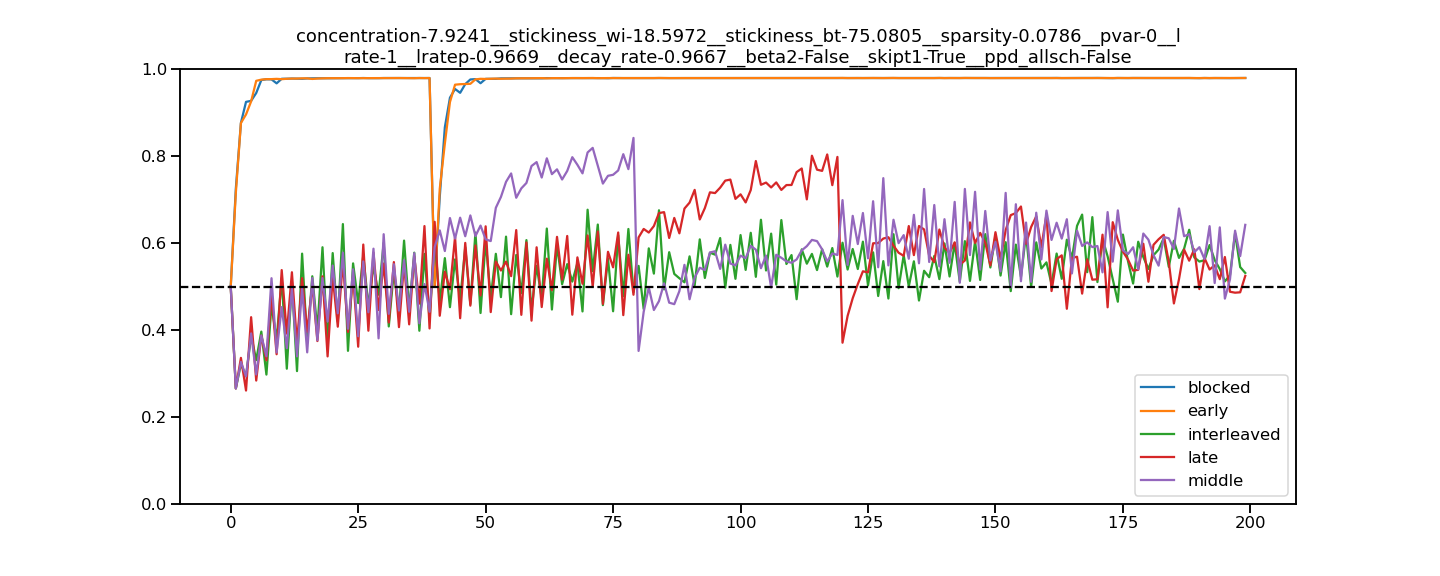 concentration-7.9241__stickiness_wi-18.5972__stickiness_bt-75.0805__sparsity-0.0786__pvar-0__l
rate-1__lratep-0.9669__decay_rate-0.9667__beta2-False__skipt1-True__ppd_allsch-False
1.0
0.8
0.6
0.4
0.2
0.0
0
25
50
75
100
125
150
175
200
blocked
early
interleaved
late
middle